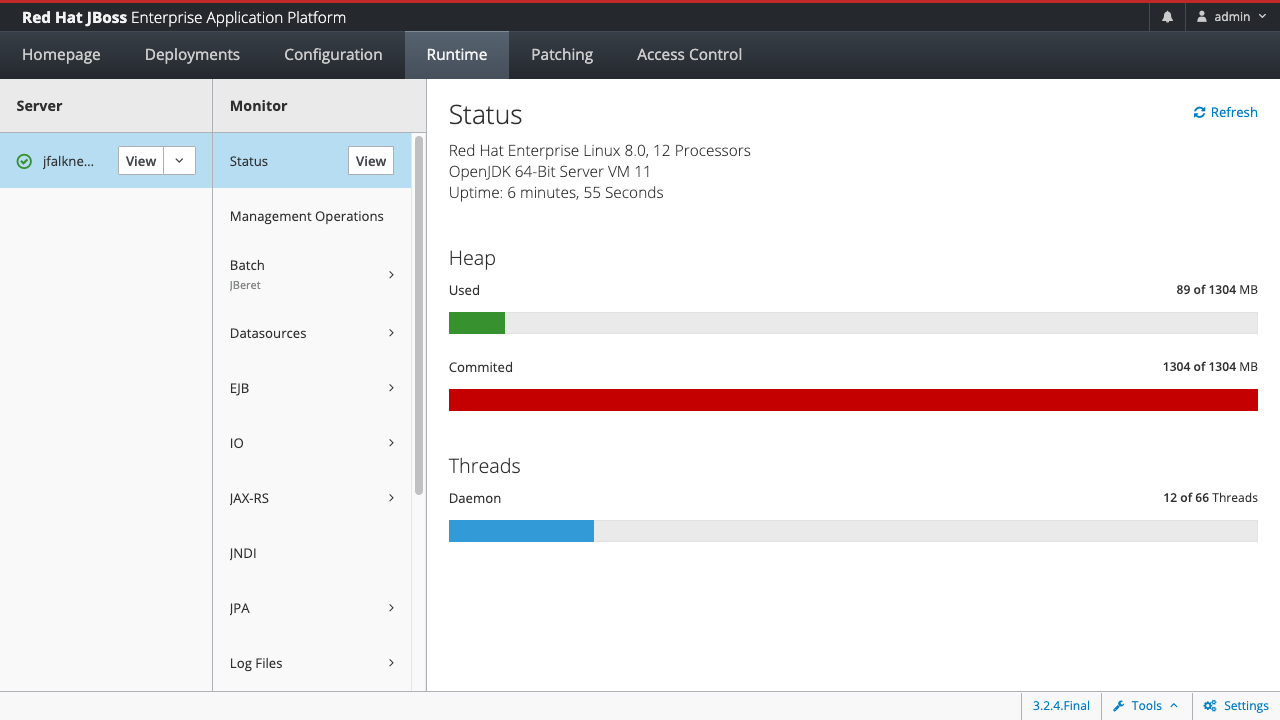 Red Hat JBoss Enterprise Application Platform
admin
Homepage
Deployments
Configuration
Runtime
Patching
Access Control
Server
jfalkne...
View
Monitor
Status
View
Management Operations
Batch
JBeret
Datasources
EJB
IO
JAX-RS
JNDI
JPA
Log Files
Status
Refresh
Red Hat Enterprise Linux 8.0, 12 Processors
OpenJDK 64-Bit Server VM 11
Uptime: 6 minutes, 55 Seconds
Heap
Used
89 of 1304 MB
Commited
1304 of 1304 MB
Threads
Daemon
12 of 66 Threads
3.2.4.Final
Tools
Settings